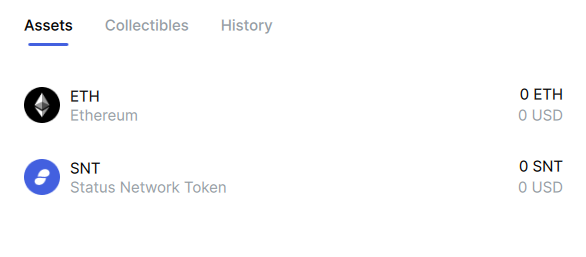 Assets Collectibles History
ETH 0 ETH
Ethereum 0 USD
SNT 0 SNT
Status Network Token 0 USD